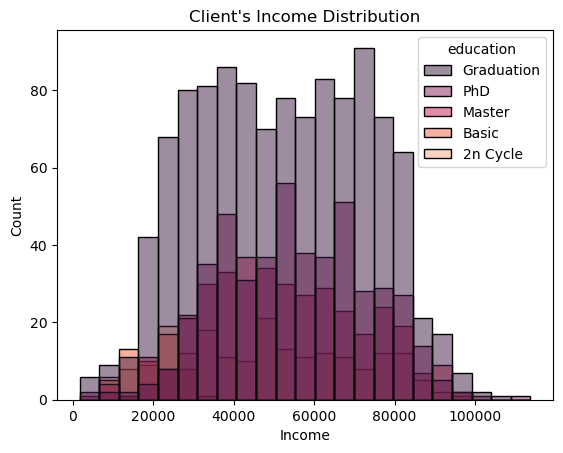 Client's Income Distribution
education
Graduation
PhD
Master
Basic
2n Cycle
80
60
40
20
0
Count
0 20000 40000 60000 80000 100000
Income